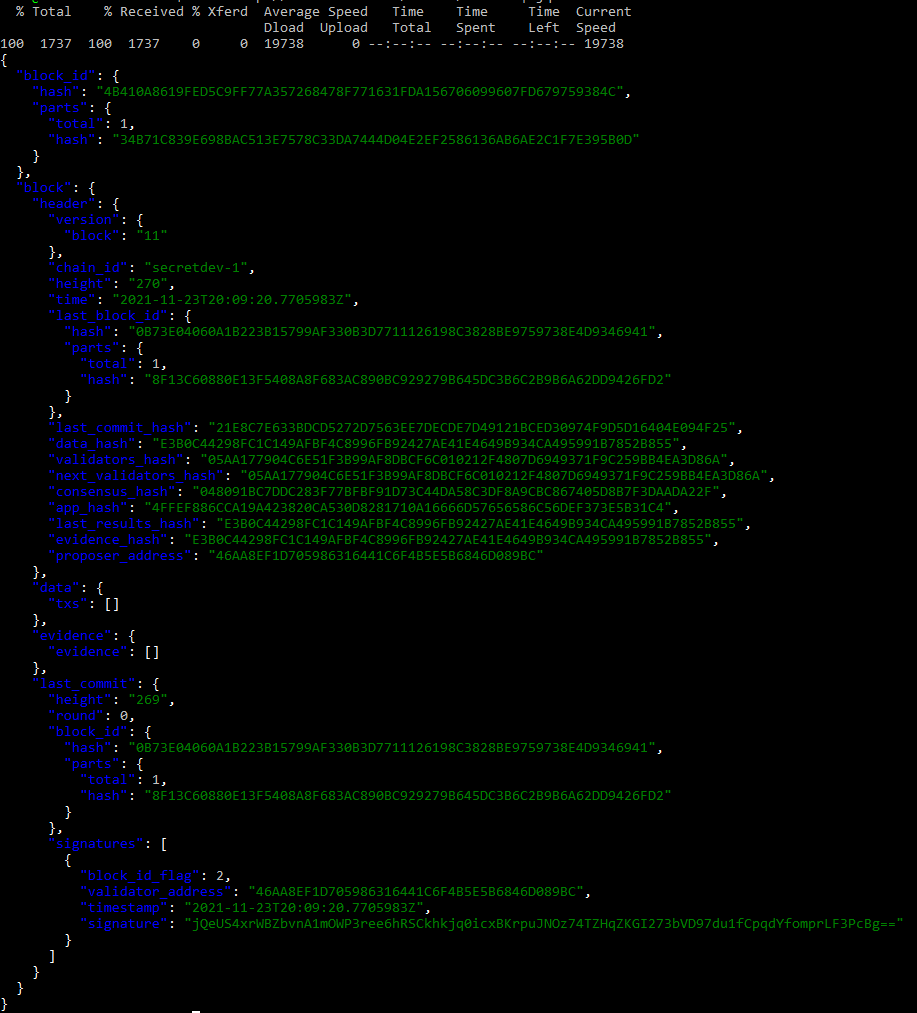 % Total    % Received % Xferd  Average Speed   Time    Time     Time  Current
                                 Dload  Upload   Total   Spent    Left  Speed
100  1737  100  1737    0     0  19738      0 --:--:-- --:--:-- --:--:-- 19738
{
  "block_id": {
    "hash": "4B410A8619FED5C9FF77A357268478F771631FDA156706099607FD679759384C",
    "parts": {
      "total": 1,
      "hash": "34B71C839E698BAC513E7578C33DA7444D04E2EF2586136AB6AE2C1F7E395B0D"
    }
  },
  "block": {
    "header": {
      "version": {
        "block": "11"
      },
      "chain_id": "secretdev-1",
      "height": "270",
      "time": "2021-11-23T20:09:20.7705983Z",
      "last_block_id": {
        "hash": "0B73E04060A1B223B15799AF330B3D7711126198C3828BE9759738E4D9346941",
        "parts": {
          "total": 1,
          "hash": "8F13C60880E13F5408A8F683AC890BC929279B645DC3B6C2B9B6A62DD9426FD2"
        }
      },
      "last_commit_hash": "21E8C7E633BDCD5272D7563EE7DECDE7D49121BCED30974F9D5D16404E094F25",
      "data_hash": "E3B0C44298FC1C149AFBF4C8996FB92427AE41E4649B934CA495991B7852B855",
      "validators_hash": "05AA177904C6E51F3B99AF8DBCF6C010212F4807D6949371F9C259BB4EA3D86A",
      "next_validators_hash": "05AA177904C6E51F3B99AF8DBCF6C010212F4807D6949371F9C259BB4EA3D86A",
      "consensus_hash": "048091BC7DDC283F77BFBF91D73C44DA58C3DF8A9CBC867405D8B7F3DAADA22F",
      "app_hash": "4FFEF886CCA19A423820CA530D8281710A16666D57656586C56DEF373E5B31C4",
      "last_results_hash": "E3B0C44298FC1C149AFBF4C8996FB92427AE41E4649B934CA495991B7852B855",
      "evidence_hash": "E3B0C44298FC1C149AFBF4C8996FB92427AE41E4649B934CA495991B7852B855",
      "proposer_address": "46AA8EF1D705986316441C6F4B5E5B6846D089BC"
    },
    "data": {
      "txs": []
    },
    "evidence": {
      "evidence": []
    },
    "last_commit": {
      "height": "269",
      "round": 0,
      "block_id": {
        "hash": "0B73E04060A1B223B15799AF330B3D7711126198C3828BE9759738E4D9346941",
        "parts": {
          "total": 1,
          "hash": "8F13C60880E13F5408A8F683AC890BC929279B645DC3B6C2B9B6A62DD9426FD2"
        }
      },
      "signatures": [
        {
          "block_id_flag": 2,
          "validator_address": "46AA8EF1D705986316441C6F4B5E5B6846D089BC",
          "timestamp": "2021-11-23T20:09:20.7705983Z",
          "signature": "jQeUS4xrWBZbvnA1mOWP3ree6hRSCkhkjq0icxBKrpuJNOz74TZHqZKGI273bVD97du1fCpqdYfomprLF3PcBg=="
        }
      ]
    }
  }
}